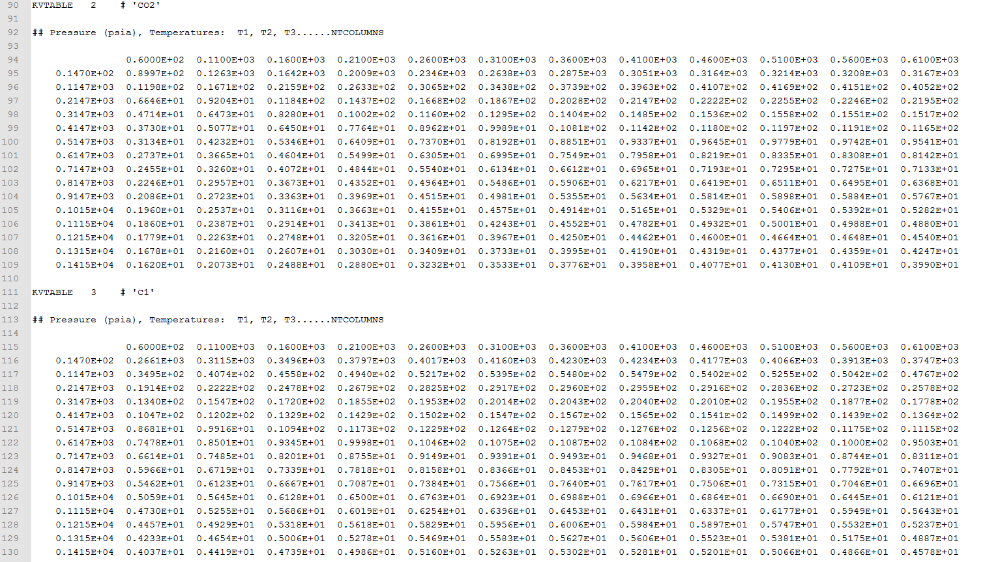 90 KVTABLE   2    # 'CO2'
91
92 ## Pressure (psia), Temperatures:  T1, T2, T3......NTCOLUMNS
93
94 0.6000E+02 0.1100E+03 0.1600E+03 0.2100E+03 0.2600E+03 0.3100E+03 0.3600E+03 0.4100E+03 0.4600E+03 0.5100E+03 0.5600E+03 0.6100E+03
95 0.1470E+02 0.8997E+02 0.1263E+03 0.1642E+03 0.2009E+03 0.2346E+03 0.2638E+03 0.2875E+03 0.3051E+03 0.3164E+03 0.3214E+03 0.3208E+03 0.3167E+03
96 0.1147E+03 0.1198E+02 0.1671E+02 0.2159E+02 0.2633E+02 0.3065E+02 0.3438E+02 0.3739E+02 0.3963E+02 0.4107E+02 0.4169E+02 0.4151E+02 0.4052E+02
97 0.2147E+03 0.6646E+01 0.9204E+01 0.1184E+02 0.1437E+02 0.1668E+02 0.1867E+02 0.2028E+02 0.2147E+02 0.2222E+02 0.2255E+02 0.2246E+02 0.2195E+02
98 0.3147E+03 0.4714E+01 0.6473E+01 0.8280E+01 0.1002E+02 0.1160E+02 0.1295E+02 0.1404E+02 0.1485E+02 0.1536E+02 0.1558E+02 0.1551E+02 0.1517E+02
99 0.4147E+03 0.3730E+01 0.5077E+01 0.6450E+01 0.7764E+01 0.8962E+01 0.9989E+01 0.1081E+02 0.1142E+02 0.1180E+02 0.1197E+02 0.1191E+02 0.1165E+02
100 0.5147E+03 0.3134E+01 0.4232E+01 0.5346E+01 0.6409E+01 0.7370E+01 0.8192E+01 0.8851E+01 0.9337E+01 0.9645E+01 0.9779E+01 0.9742E+01 0.9541E+01
101 0.6147E+03 0.2737E+01 0.3665E+01 0.4604E+01 0.5499E+01 0.6305E+01 0.6995E+01 0.7549E+01 0.7958E+01 0.8219E+01 0.8335E+01 0.8308E+01 0.8142E+01
102 0.7147E+03 0.2455E+01 0.3260E+01 0.4072E+01 0.4844E+01 0.5540E+01 0.6134E+01 0.6612E+01 0.6965E+01 0.7193E+01 0.7295E+01 0.7275E+01 0.7133E+01
103 0.8147E+03 0.2246E+01 0.2957E+01 0.3673E+01 0.4352E+01 0.4964E+01 0.5486E+01 0.5906E+01 0.6217E+01 0.6419E+01 0.6511E+01 0.6495E+01 0.6368E+01
104 0.9147E+03 0.2086E+01 0.2723E+01 0.3363E+01 0.3969E+01 0.4515E+01 0.4981E+01 0.5355E+01 0.5634E+01 0.5814E+01 0.5898E+01 0.5884E+01 0.5767E+01
105 0.1015E+04 0.1960E+01 0.2537E+01 0.3116E+01 0.3663E+01 0.4155E+01 0.4575E+01 0.4914E+01 0.5165E+01 0.5329E+01 0.5406E+01 0.5392E+01 0.5282E+01
106 0.1115E+04 0.1860E+01 0.2387E+01 0.2914E+01 0.3413E+01 0.3861E+01 0.4243E+01 0.4552E+01 0.4782E+01 0.4932E+01 0.5001E+01 0.4988E+01 0.4880E+01
107 0.1215E+04 0.1779E+01 0.2263E+01 0.2748E+01 0.3205E+01 0.3616E+01 0.3967E+01 0.4250E+01 0.4462E+01 0.4600E+01 0.4664E+01 0.4648E+01 0.4540E+01
108 0.1315E+04 0.1678E+01 0.2160E+01 0.2607E+01 0.3030E+01 0.3409E+01 0.3733E+01 0.3995E+01 0.4190E+01 0.4319E+01 0.4377E+01 0.4359E+01 0.4247E+01
109 0.1415E+04 0.1620E+01 0.2073E+01 0.2488E+01 0.2880E+01 0.3232E+01 0.3533E+01 0.3776E+01 0.3958E+01 0.4077E+01 0.4130E+01 0.4109E+01 0.3990E+01
110
111 KVTABLE   3    # 'C1'
112
113 ## Pressure (psia), Temperatures:  T1, T2, T3......NTCOLUMNS
114
115 0.6000E+02 0.1100E+03 0.1600E+03 0.2100E+03 0.2600E+03 0.3100E+03 0.3600E+03 0.4100E+03 0.4600E+03 0.5100E+03 0.5600E+03 0.6100E+03
116 0.1470E+02 0.2661E+03 0.3115E+03 0.3496E+03 0.3797E+03 0.4017E+03 0.4160E+03 0.4230E+03 0.4234E+03 0.4177E+03 0.4066E+03 0.3913E+03 0.3747E+03
117 0.1147E+03 0.3495E+02 0.4074E+02 0.4558E+02 0.4940E+02 0.5217E+02 0.5395E+02 0.5480E+02 0.5479E+02 0.5402E+02 0.5255E+02 0.5042E+02 0.4767E+02
118 0.2147E+03 0.1914E+02 0.2222E+02 0.2478E+02 0.2679E+02 0.2825E+02 0.2917E+02 0.2960E+02 0.2959E+02 0.2916E+02 0.2836E+02 0.2723E+02 0.2578E+02
119 0.3147E+03 0.1340E+02 0.1547E+02 0.1720E+02 0.1855E+02 0.1953E+02 0.2014E+02 0.2043E+02 0.2040E+02 0.2010E+02 0.1955E+02 0.1877E+02 0.1778E+02
120 0.4147E+03 0.1047E+02 0.1202E+02 0.1329E+02 0.1429E+02 0.1502E+02 0.1547E+02 0.1567E+02 0.1565E+02 0.1541E+02 0.1499E+02 0.1439E+02 0.1364E+02
121 0.5147E+03 0.8681E+01 0.9916E+01 0.1094E+02 0.1173E+02 0.1229E+02 0.1264E+02 0.1279E+02 0.1276E+02 0.1256E+02 0.1222E+02 0.1175E+02 0.1115E+02
122 0.6147E+03 0.7478E+01 0.8501E+01 0.9345E+01 0.9998E+01 0.1046E+02 0.1075E+02 0.1087E+02 0.1084E+02 0.1068E+02 0.1040E+02 0.1000E+02 0.9503E+01
123 0.7147E+03 0.6614E+01 0.7485E+01 0.8201E+01 0.8755E+01 0.9149E+01 0.9391E+01 0.9493E+01 0.9468E+01 0.9327E+01 0.9083E+01 0.8744E+01 0.8311E+01
124 0.8147E+03 0.5966E+01 0.6719E+01 0.7339E+01 0.7818E+01 0.8158E+01 0.8366E+01 0.8453E+01 0.8429E+01 0.8305E+01 0.8091E+01 0.7792E+01 0.7407E+01
125 0.9147E+03 0.5462E+01 0.6123E+01 0.6667E+01 0.7087E+01 0.7384E+01 0.7566E+01 0.7640E+01 0.7617E+01 0.7506E+01 0.7315E+01 0.7046E+01 0.6696E+01
126 0.1015E+04 0.5059E+01 0.5645E+01 0.6128E+01 0.6500E+01 0.6763E+01 0.6923E+01 0.6988E+01 0.6966E+01 0.6864E+01 0.6690E+01 0.6445E+01 0.6121E+01
127 0.1115E+04 0.4730E+01 0.5255E+01 0.5686E+01 0.6019E+01 0.6254E+01 0.6396E+01 0.6453E+01 0.6431E+01 0.6337E+01 0.6177E+01 0.5949E+01 0.5643E+01
128 0.1215E+04 0.4457E+01 0.4929E+01 0.5318E+01 0.5618E+01 0.5829E+01 0.5956E+01 0.6006E+01 0.5984E+01 0.5897E+01 0.5747E+01 0.5532E+01 0.5237E+01
129 0.1315E+04 0.4233E+01 0.4654E+01 0.5006E+01 0.5278E+01 0.5469E+01 0.5583E+01 0.5627E+01 0.5606E+01 0.5523E+01 0.5381E+01 0.5175E+01 0.4887E+01
130 0.1415E+04 0.4037E+01 0.4419E+01 0.4739E+01 0.4986E+01 0.5160E+01 0.5263E+01 0.5302E+01 0.5281E+01 0.5201E+01 0.5066E+01 0.4866E+01 0.4578E+01